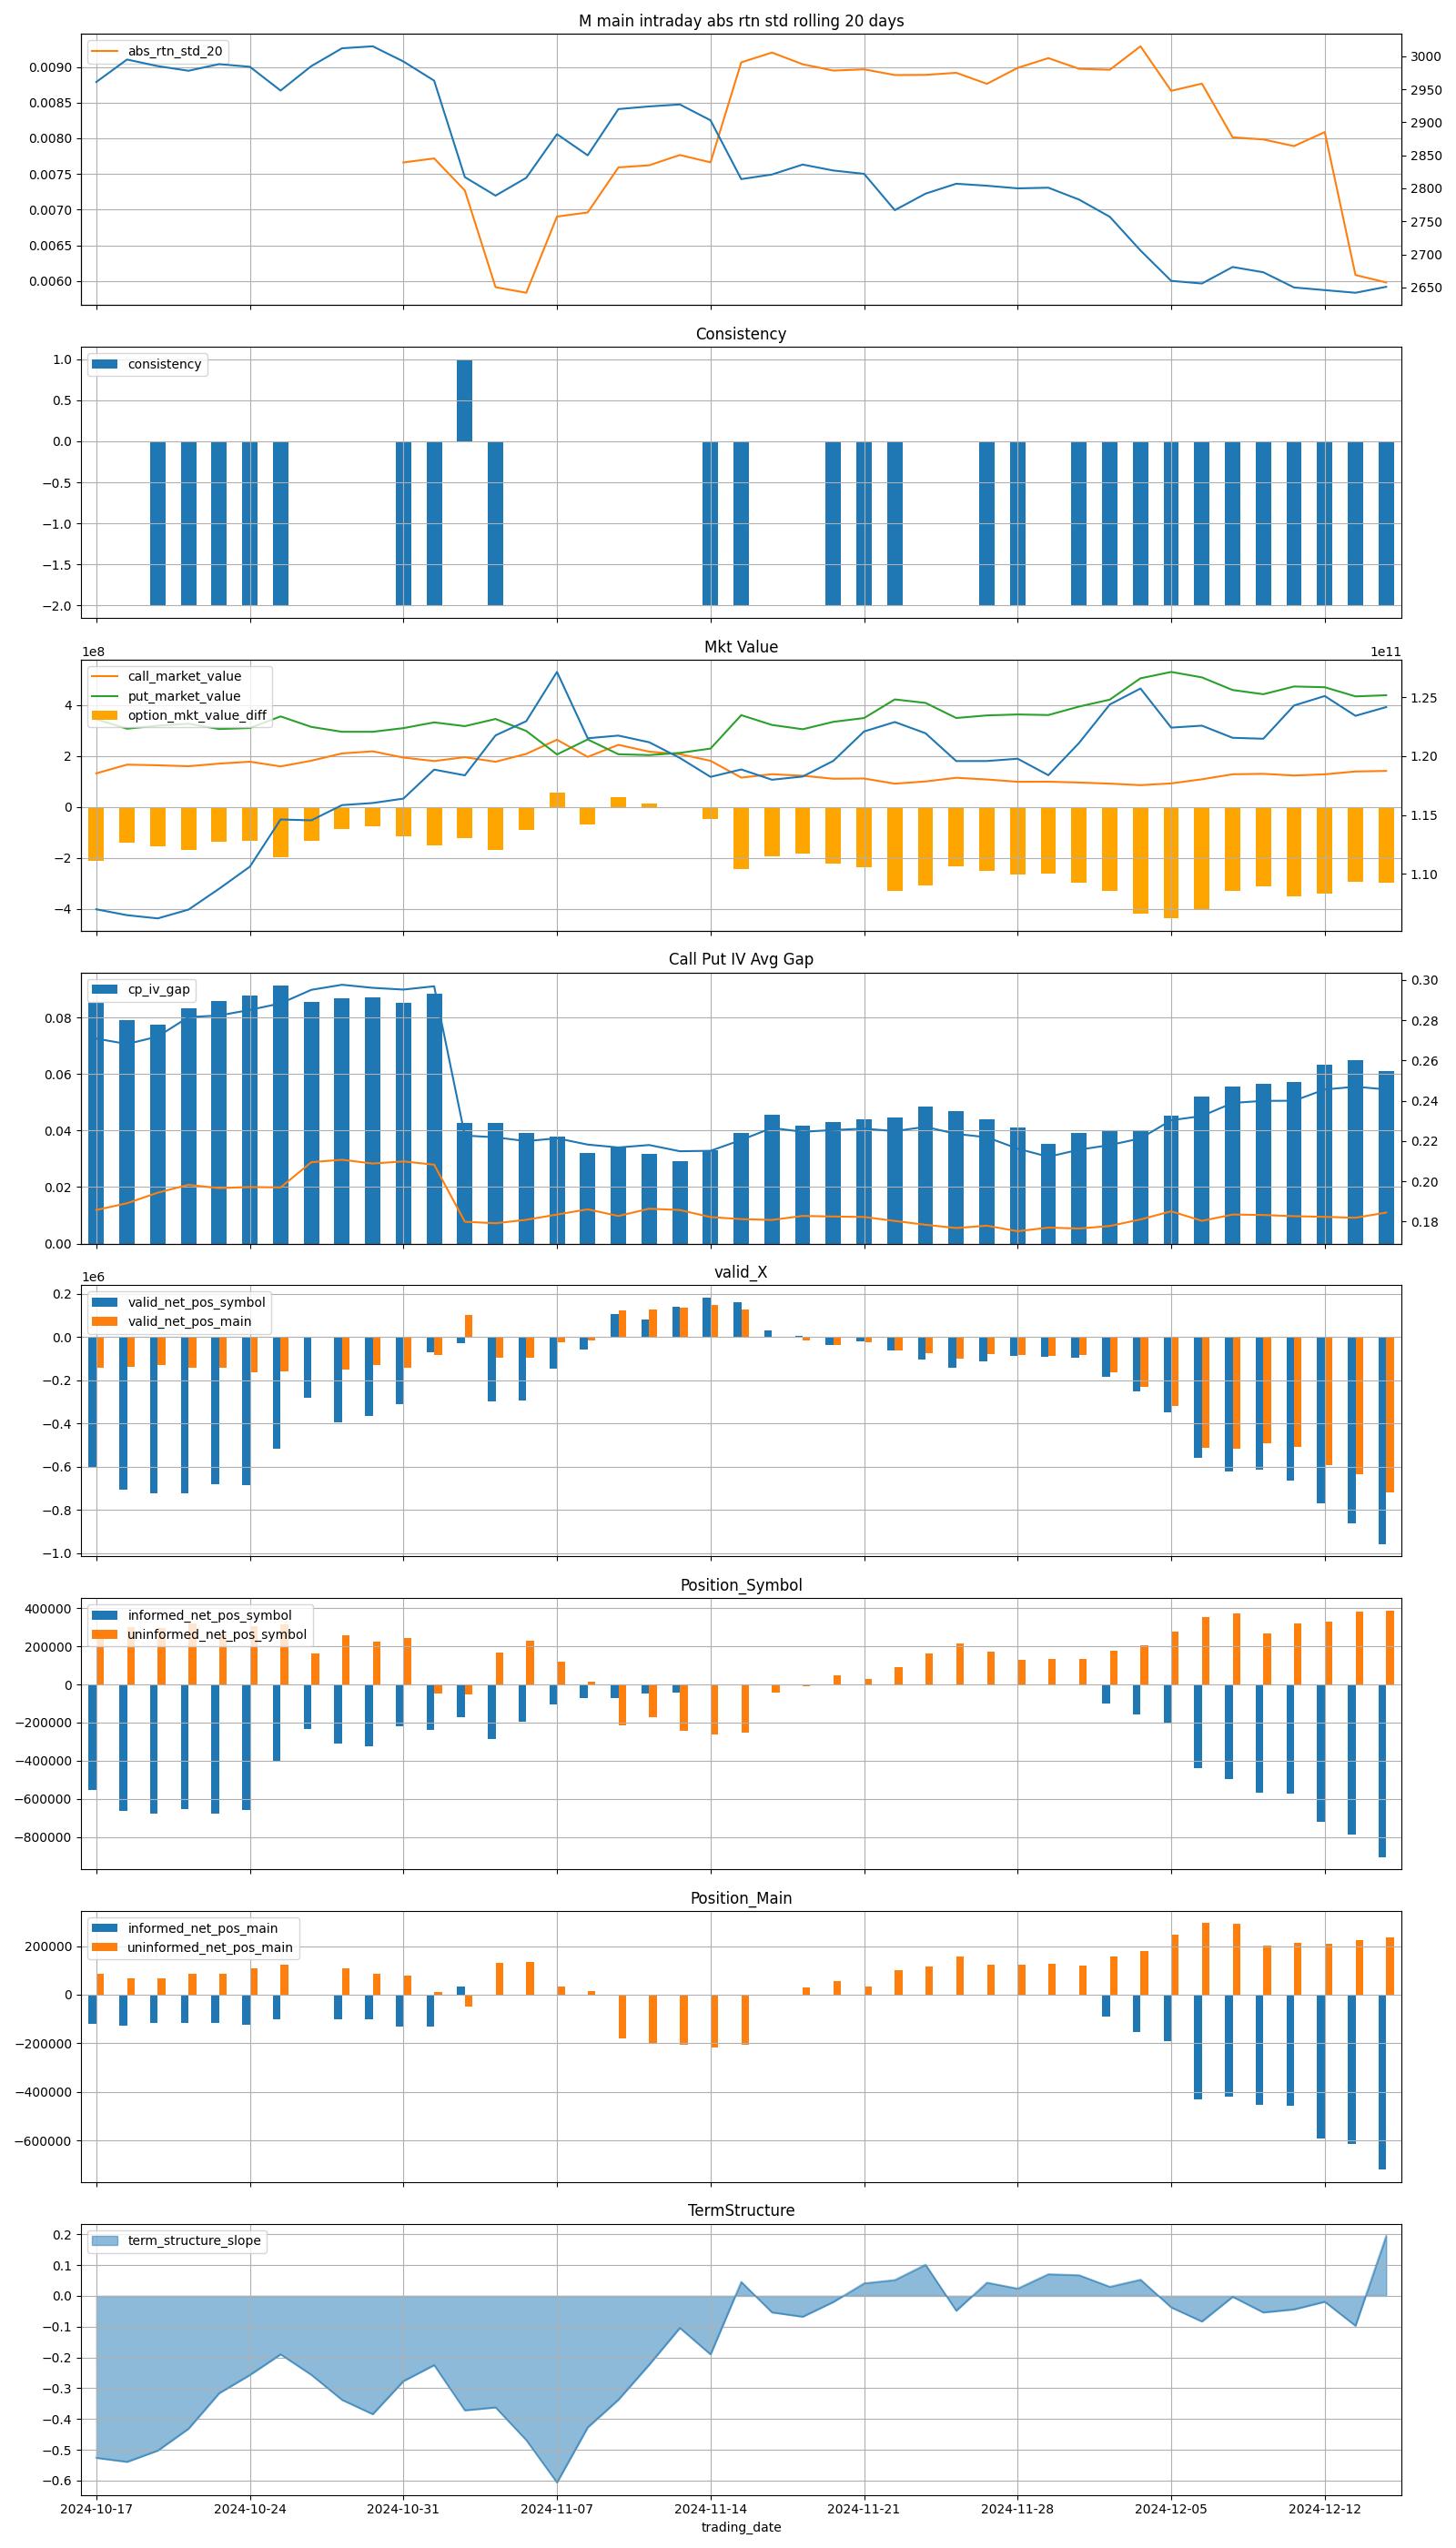 M main intraday abs rtn std rolling 20 days
abs_rtn_std_20
0.0090
0.0085
0.0080
0.0075
0.0070
0.0065
0.0060
3000
2950
2900
2850
2800
2750
2700
2650
Consistency
consistency
1.0
0.5
0.0
−0.5
−1.0
−1.5
−2.0
Mkt Value
1e8
1e11
call_market_value
put_market_value
option_mkt_value_diff
4
2
0
−2
−4
1.25
1.20
1.15
1.10
Call Put IV Avg Gap
cp_iv_gap
0.08
0.06
0.04
0.02
0.00
0.30
0.28
0.26
0.24
0.22
0.20
0.18
valid_X
1e6
valid_net_pos_symbol
valid_net_pos_main
0.2
0.0
−0.2
−0.4
−0.6
−0.8
−1.0
Position_Symbol
informed_net_pos_symbol
uninformed_net_pos_symbol
400000
200000
0
−200000
−400000
−600000
−800000
Position_Main
informed_net_pos_main
uninformed_net_pos_main
200000
0
−200000
−400000
−600000
TermStructure
term_structure_slope
0.2
0.1
0.0
−0.1
−0.2
−0.3
−0.4
−0.5
−0.6
2024-10-17 2024-10-24 2024-10-31 2024-11-07 2024-11-14 2024-11-21 2024-11-28 2024-12-05 2024-12-12
trading_date